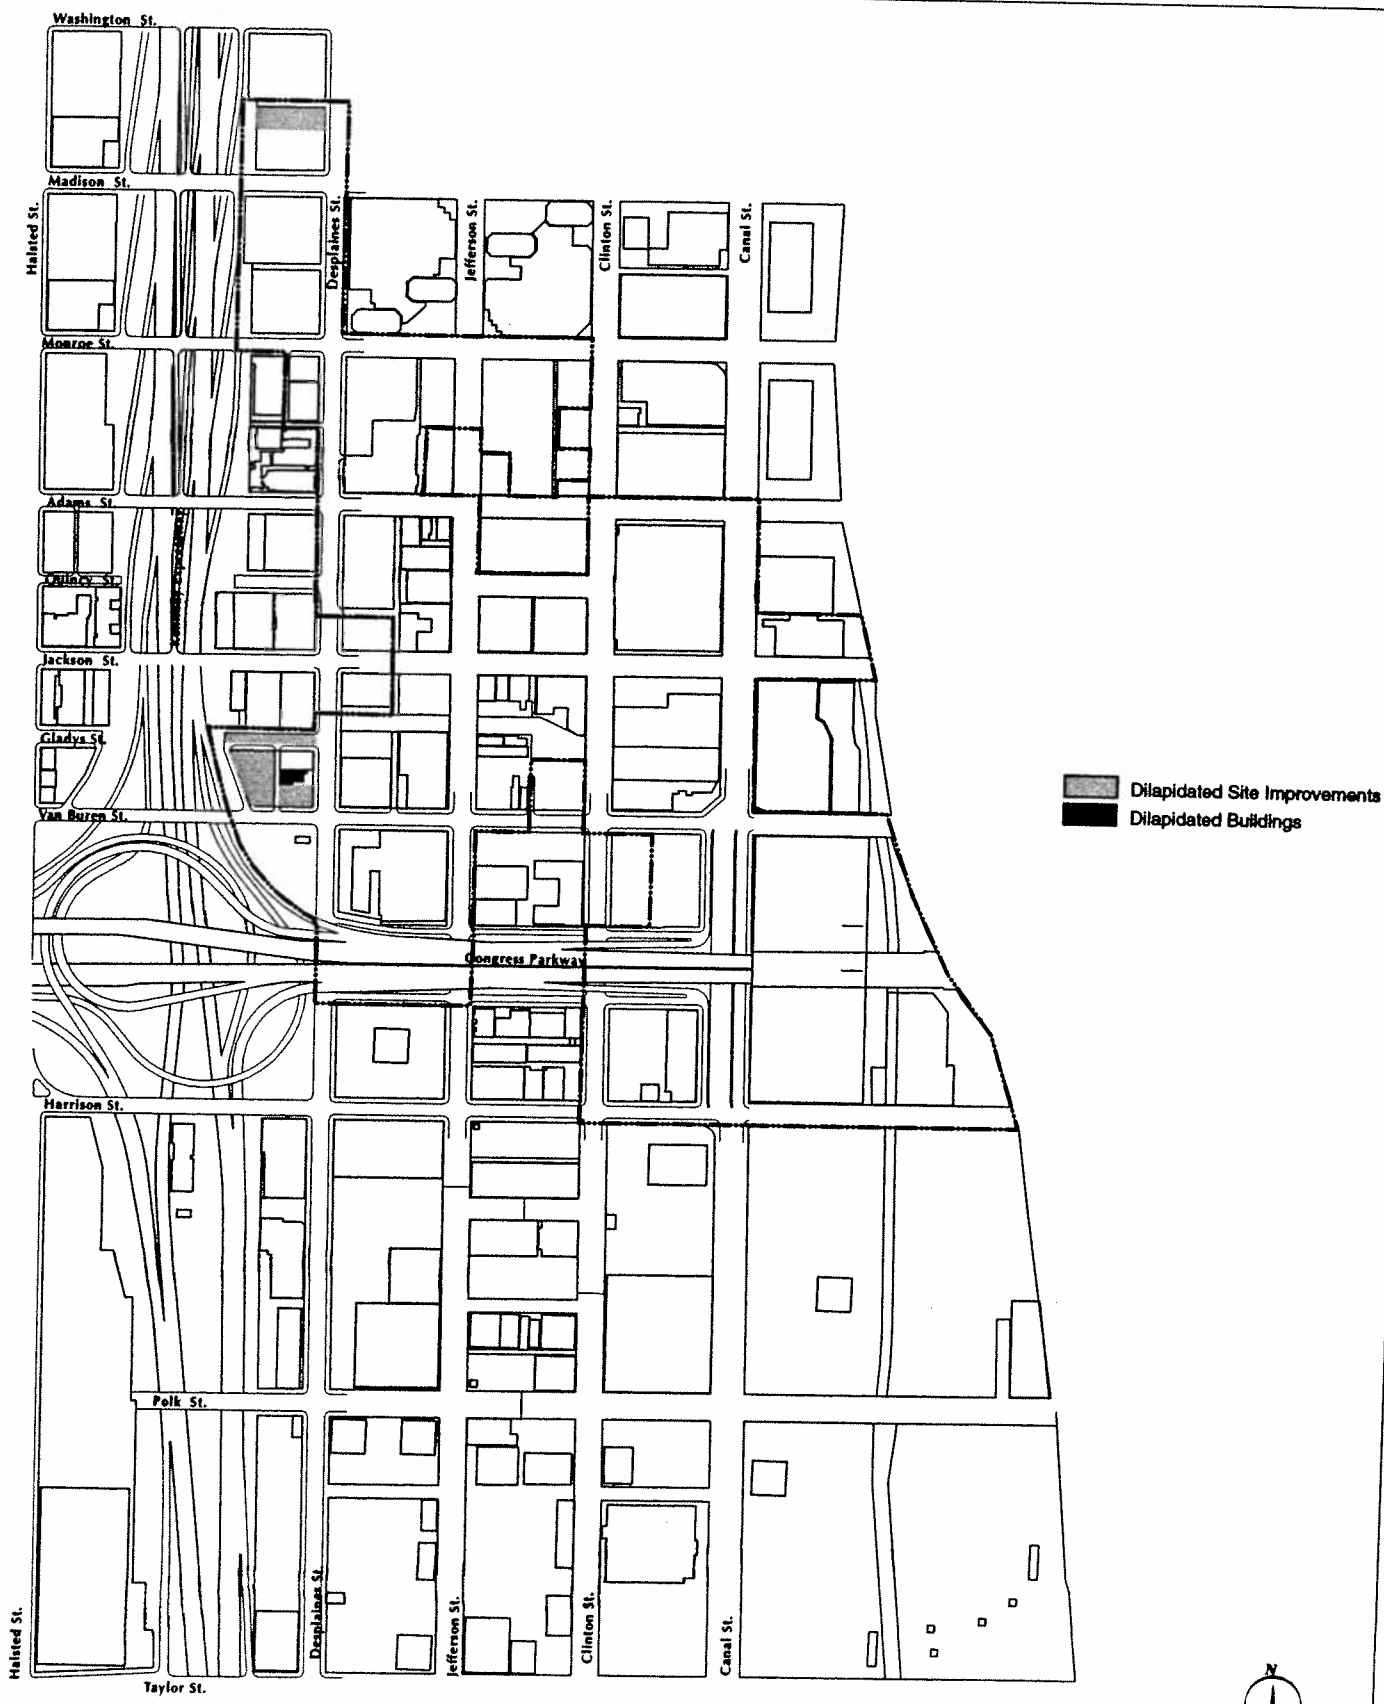 Washington St.
Madison St.
Halsted St.
Desplaines St.
Jefferson St.
Clinton St.
Canal St.
Monroe St.
Adams St.
Kennedy Expressway
Quincy St.
Jackson St.
Gladys St.
Van Buren St.
Dilapidated Site Improvements
Dilapidated Buildings
Congress Parkway
Harrison St.
Polk St.
Halsted St.
Desplaines St.
Jefferson St.
Clinton St.
Canal St.
Taylor St.
N